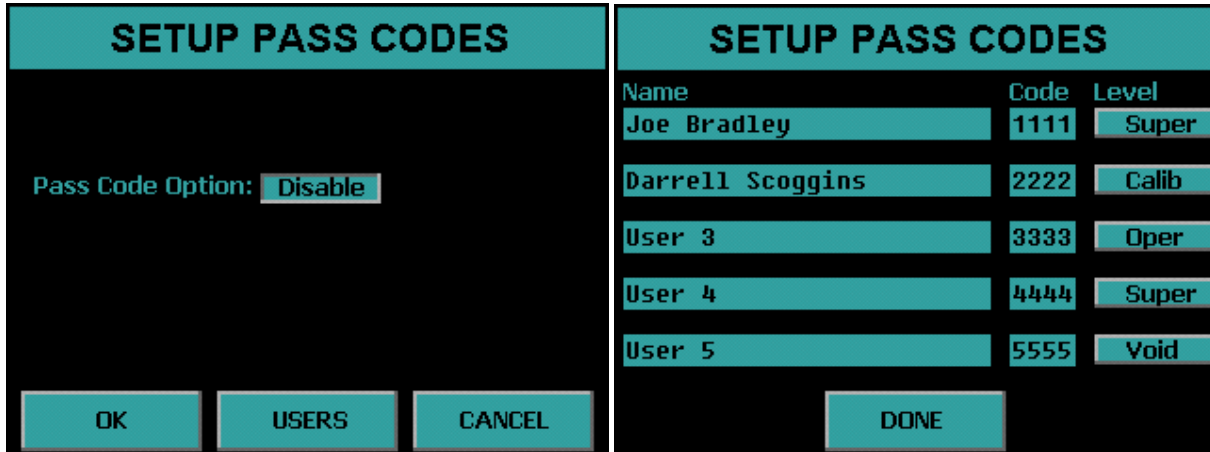 SETUP PASS CODES
Pass Code Option: Disable
OK USERS CANCEL
SETUP PASS CODES
Name Code Level
Joe Bradley 1111 Super
Darrell Scoggins 2222 Calib
User 3 3333 Oper
User 4 4444 Super
User 5 5555 Void
DONE